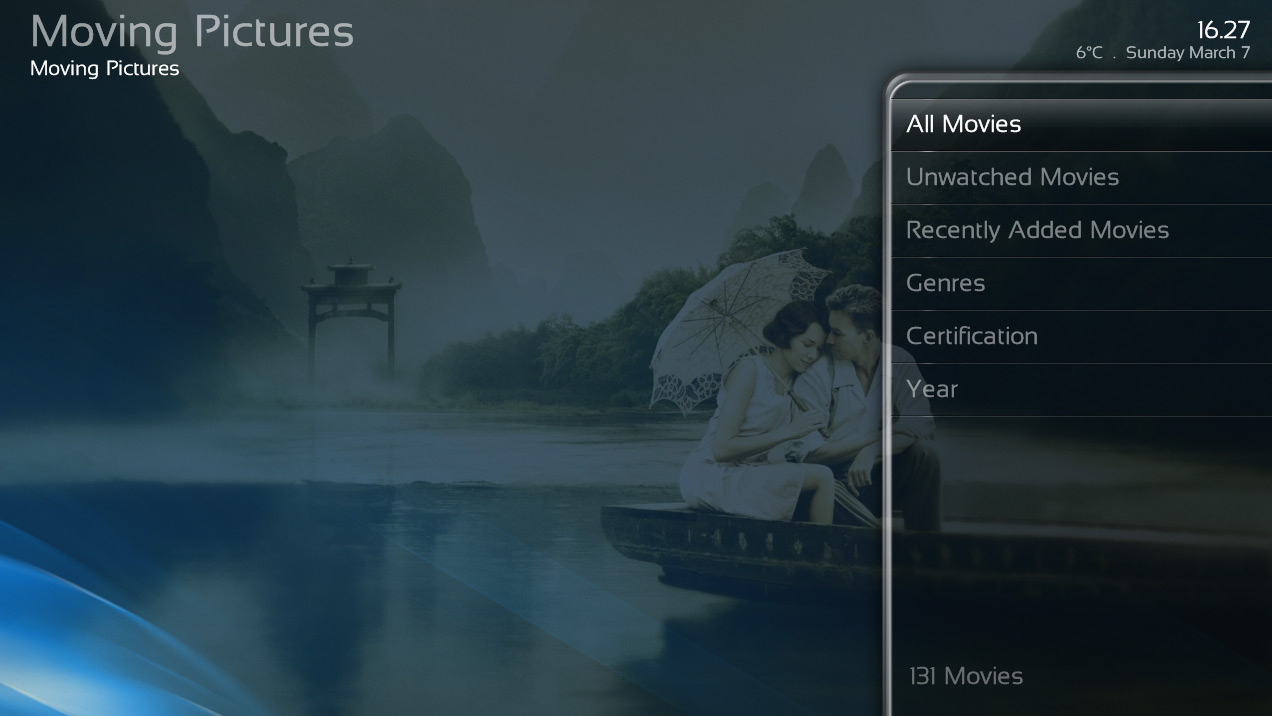 Moving Pictures
Moving Pictures
16.27
6°C . Sunday March 7
All Movies
Unwatched Movies
Recently Added Movies
Genres
Certification
Year
131 Movies